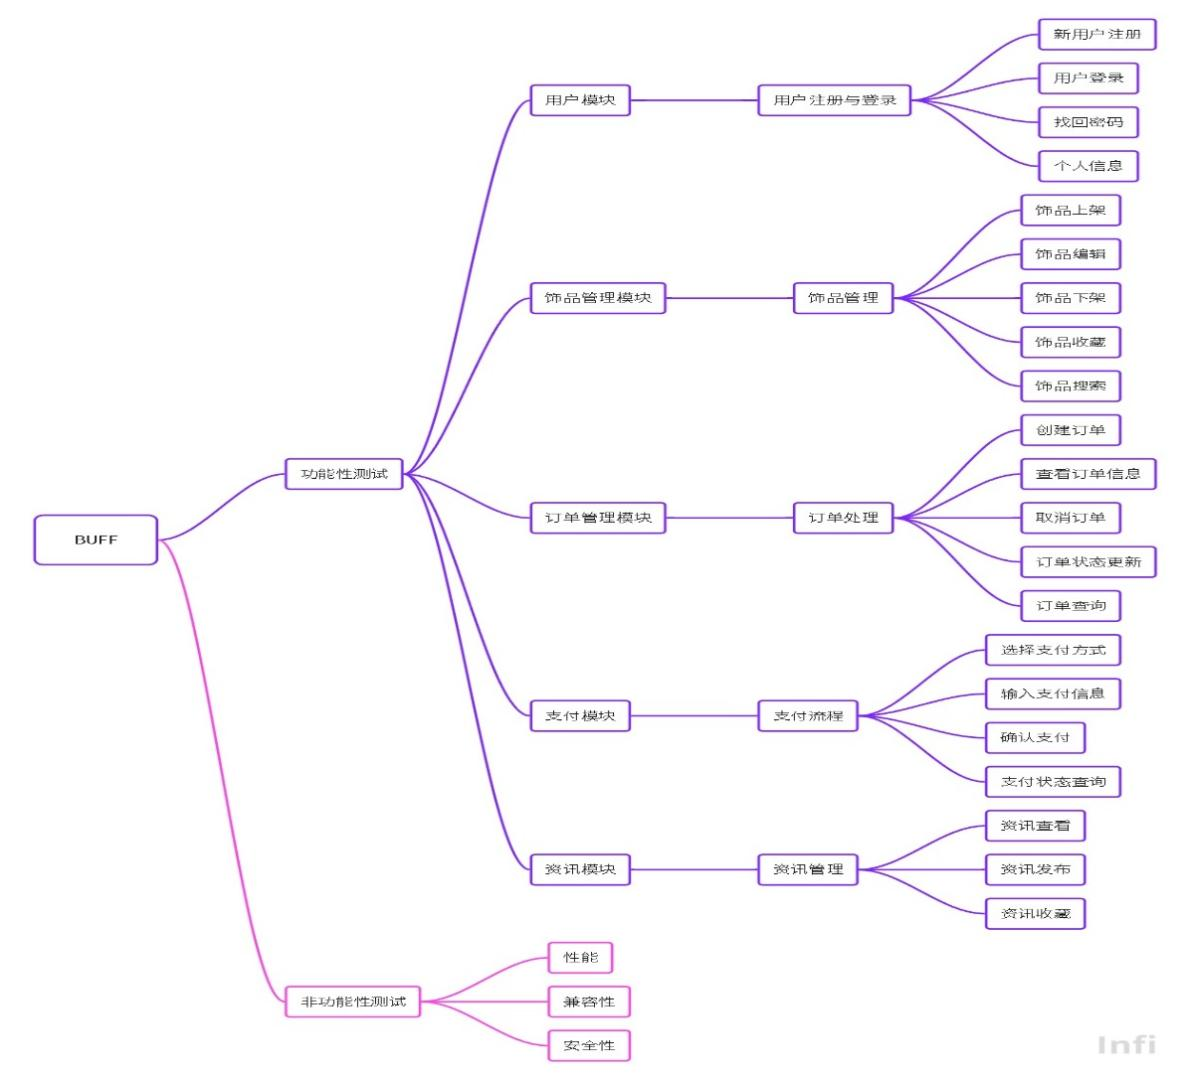 BUFF
功能性测试
用户模块
用户注册与登录
新用户注册
用户登录
找回密码
个人信息
饰品管理模块
饰品管理
饰品上架
饰品编辑
饰品下架
饰品收藏
饰品搜索
订单管理模块
订单处理
创建订单
查看订单信息
取消订单
订单状态更新
订单查询
支付模块
支付流程
选择支付方式
输入支付信息
确认支付
支付状态查询
资讯模块
资讯管理
资讯查看
资讯发布
资讯收藏
非功能性测试
性能
兼容性
安全性
Infi